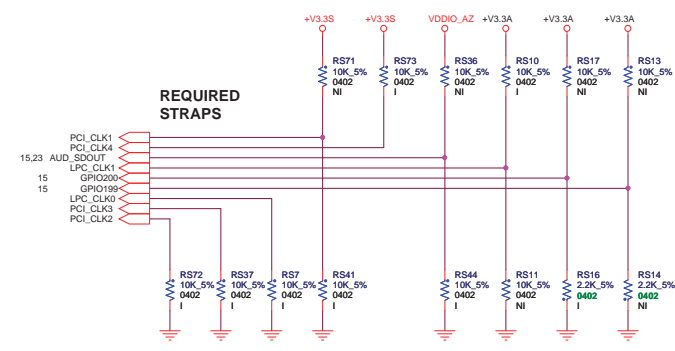 +V3.3S +V3.3S VDDIO_AZ +V3.3A +V3.3A +V3.3A
RS71 RS73 RS36 RS10 RS17 RS13
10K_5% 10K_5% 10K_5% 10K_5% 10K_5% 10K_5%
0402 0402 0402 0402 0402 0402
NI I NI I NI NI
REQUIRED
STRAPS
PCI_CLK1
PCI_CLK4
15,23 AUD_SDOUT
LPC_CLK1
15 GPIO200
15 GPIO199
LPC_CLK0
PCI_CLK3
PCI_CLK2
RS72 RS37 RS7 RS41 RS44 RS11 RS16 RS14
10K_5% 10K_5% 10K_5% 10K_5% 10K_5% 10K_5% 2.2K_5% 2.2K_5%
0402 0402 0402 0402 0402 0402 0402 0402
I I I I I NI I NI